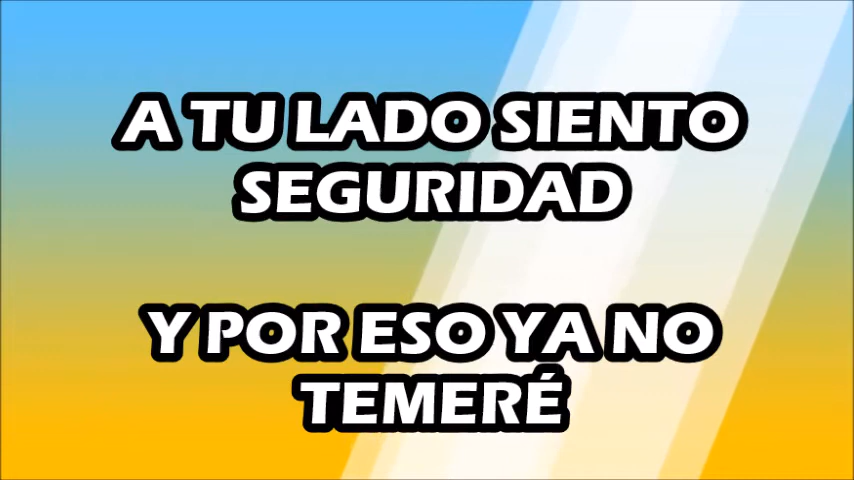 A TU LADO SIENTO
SEGURIDAD
Y POR ESO YA NO
TEMERÉ